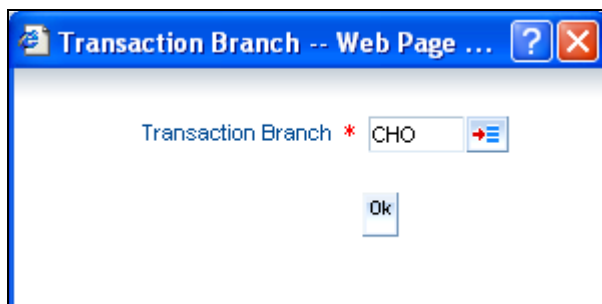 Transaction Branch -- Web Page ...
Transaction Branch * CHO
Ok